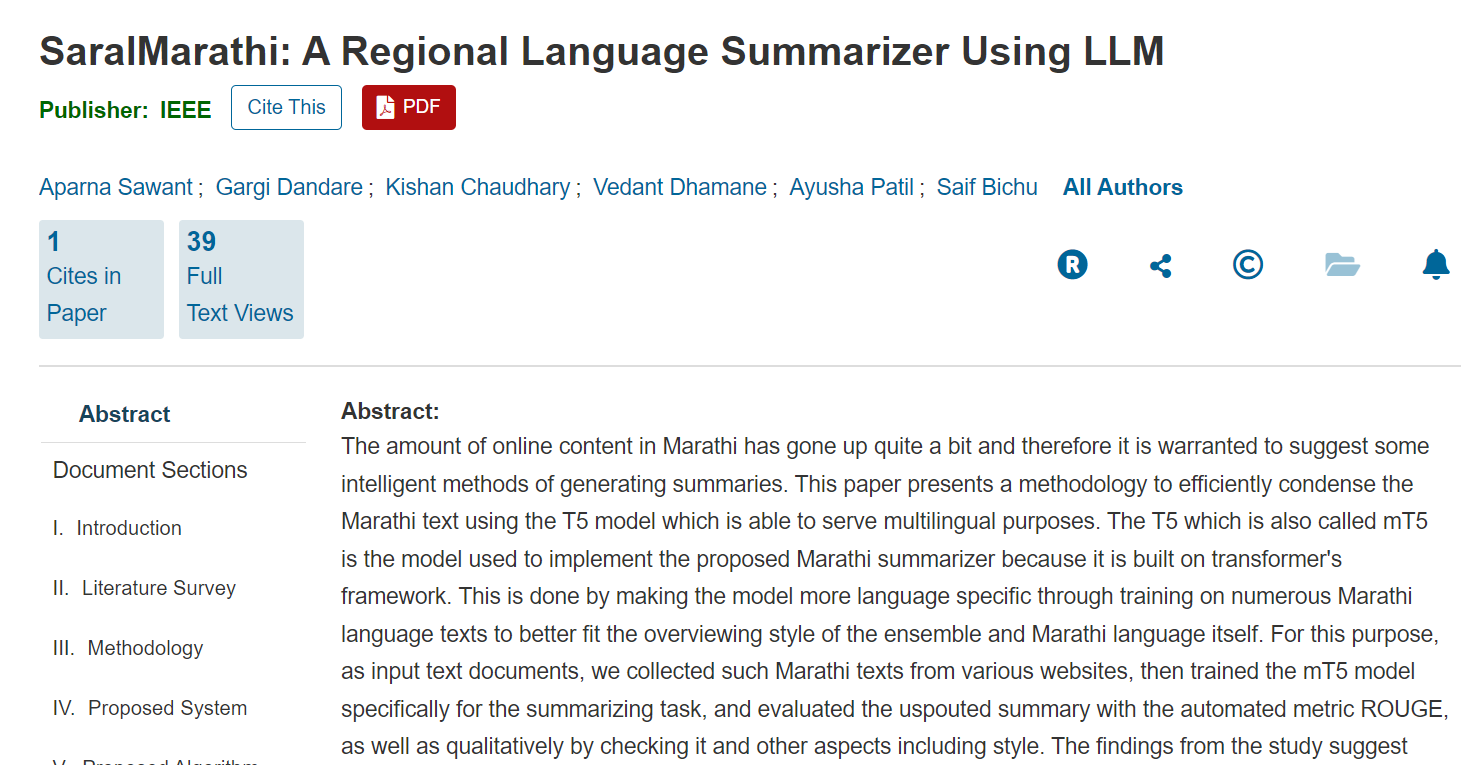 SaralMarathi: A Regional Language Summarizer Using LLM
Publisher: IEEE Cite This PDF
Aparna Sawant ; Gargi Dandare ; Kishan Chaudhary ; Vedant Dhamane ; Ayusha Patil ; Saif Bichu All Authors
1
Cites in
Paper
39
Full
Text Views
Abstract
Document Sections
I. Introduction
II. Literature Survey
III. Methodology
IV. Proposed System
V. Proposed Algorithm
Abstract:
The amount of online content in Marathi has gone up quite a bit and therefore it is warranted to suggest some
intelligent methods of generating summaries. This paper presents a methodology to efficiently condense the
Marathi text using the T5 model which is able to serve multilingual purposes. The T5 which is also called mT5
is the model used to implement the proposed Marathi summarizer because it is built on transformer's
framework. This is done by making the model more language specific through training on numerous Marathi
language texts to better fit the overviewing style of the ensemble and Marathi language itself. For this purpose,
as input text documents, we collected such Marathi texts from various websites, then trained the mT5 model
specifically for the summarizing task, and evaluated the uspouted summary with the automated metric ROUGE,
as well as qualitatively by checking it and other aspects including style. The findings from the study suggest